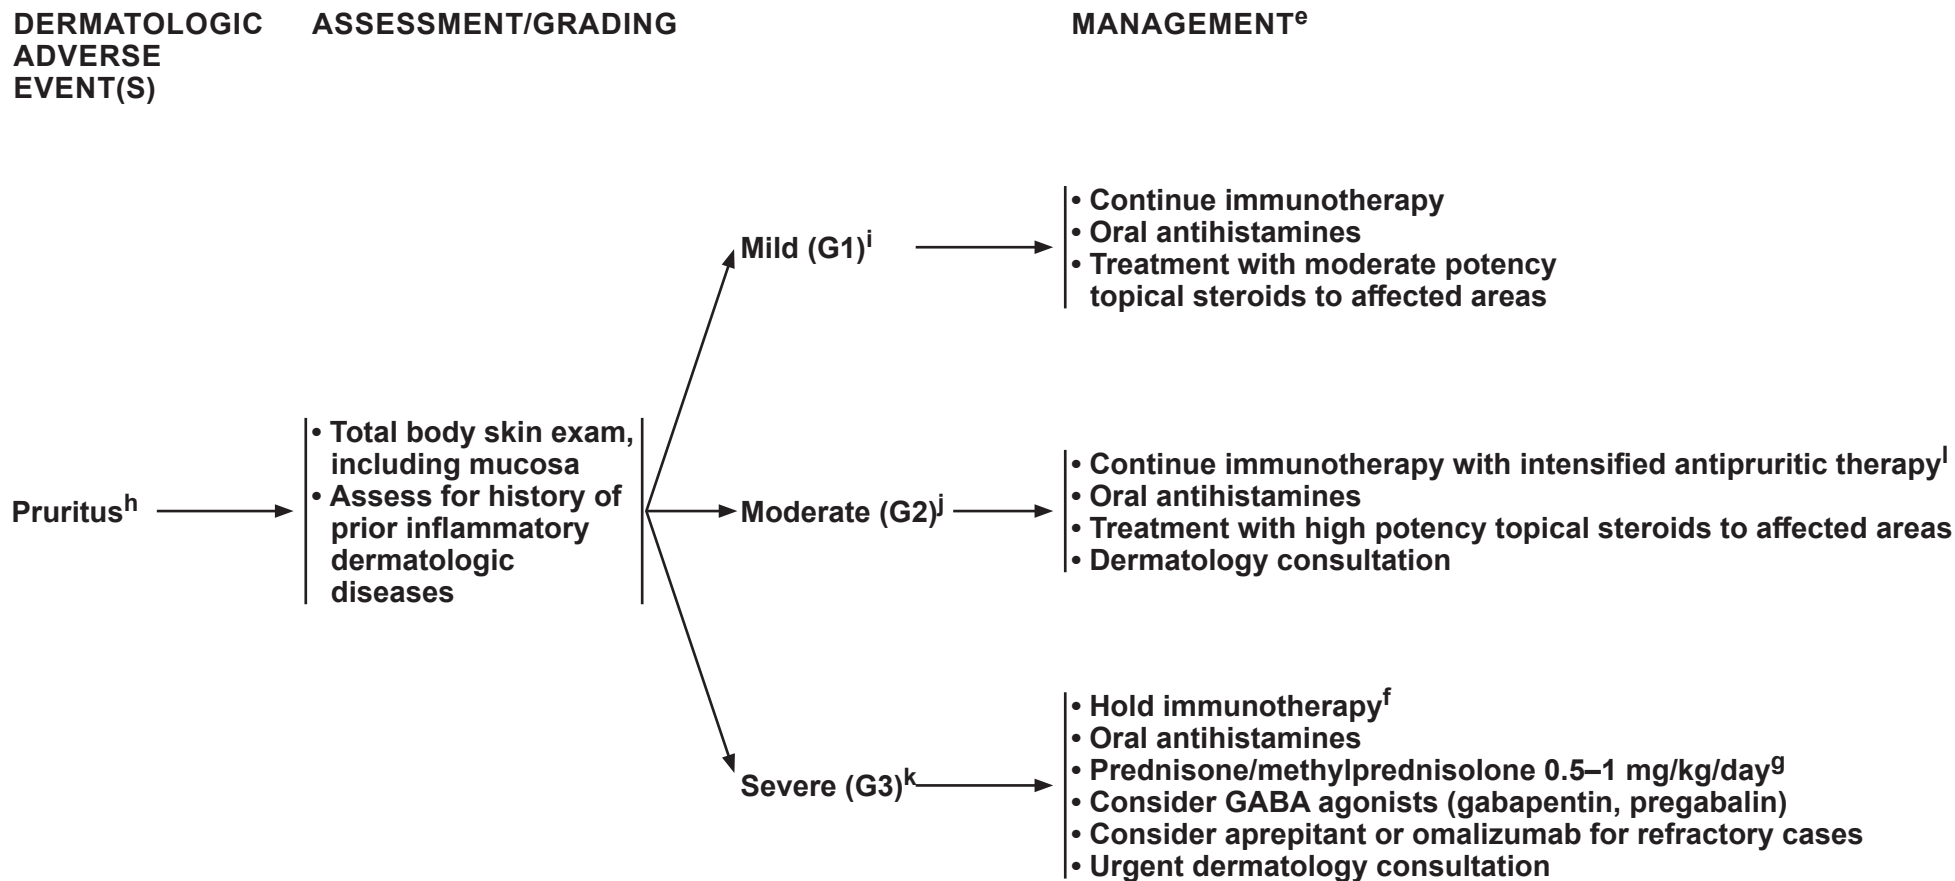 DERMATOLOGIC
ADVERSE
EVENT(S)
ASSESSMENT/GRADING
MANAGEMENTe
Pruritush
• Total body skin exam,
including mucosa
• Assess for history of
prior inflammatory
dermatologic
diseases
Mild (G1)i
• Continue immunotherapy
• Oral antihistamines
• Treatment with moderate potency
topical steroids to affected areas
Moderate (G2)j
• Continue immunotherapy with intensified antipruritic therapyl
• Oral antihistamines
• Treatment with high potency topical steroids to affected areas
• Dermatology consultation
Severe (G3)k
• Hold immunotherapyf
• Oral antihistamines
• Prednisone/methylprednisolone 0.5–1 mg/kg/dayg
• Consider GABA agonists (gabapentin, pregabalin)
• Consider aprepitant or omalizumab for refractory cases
• Urgent dermatology consultation